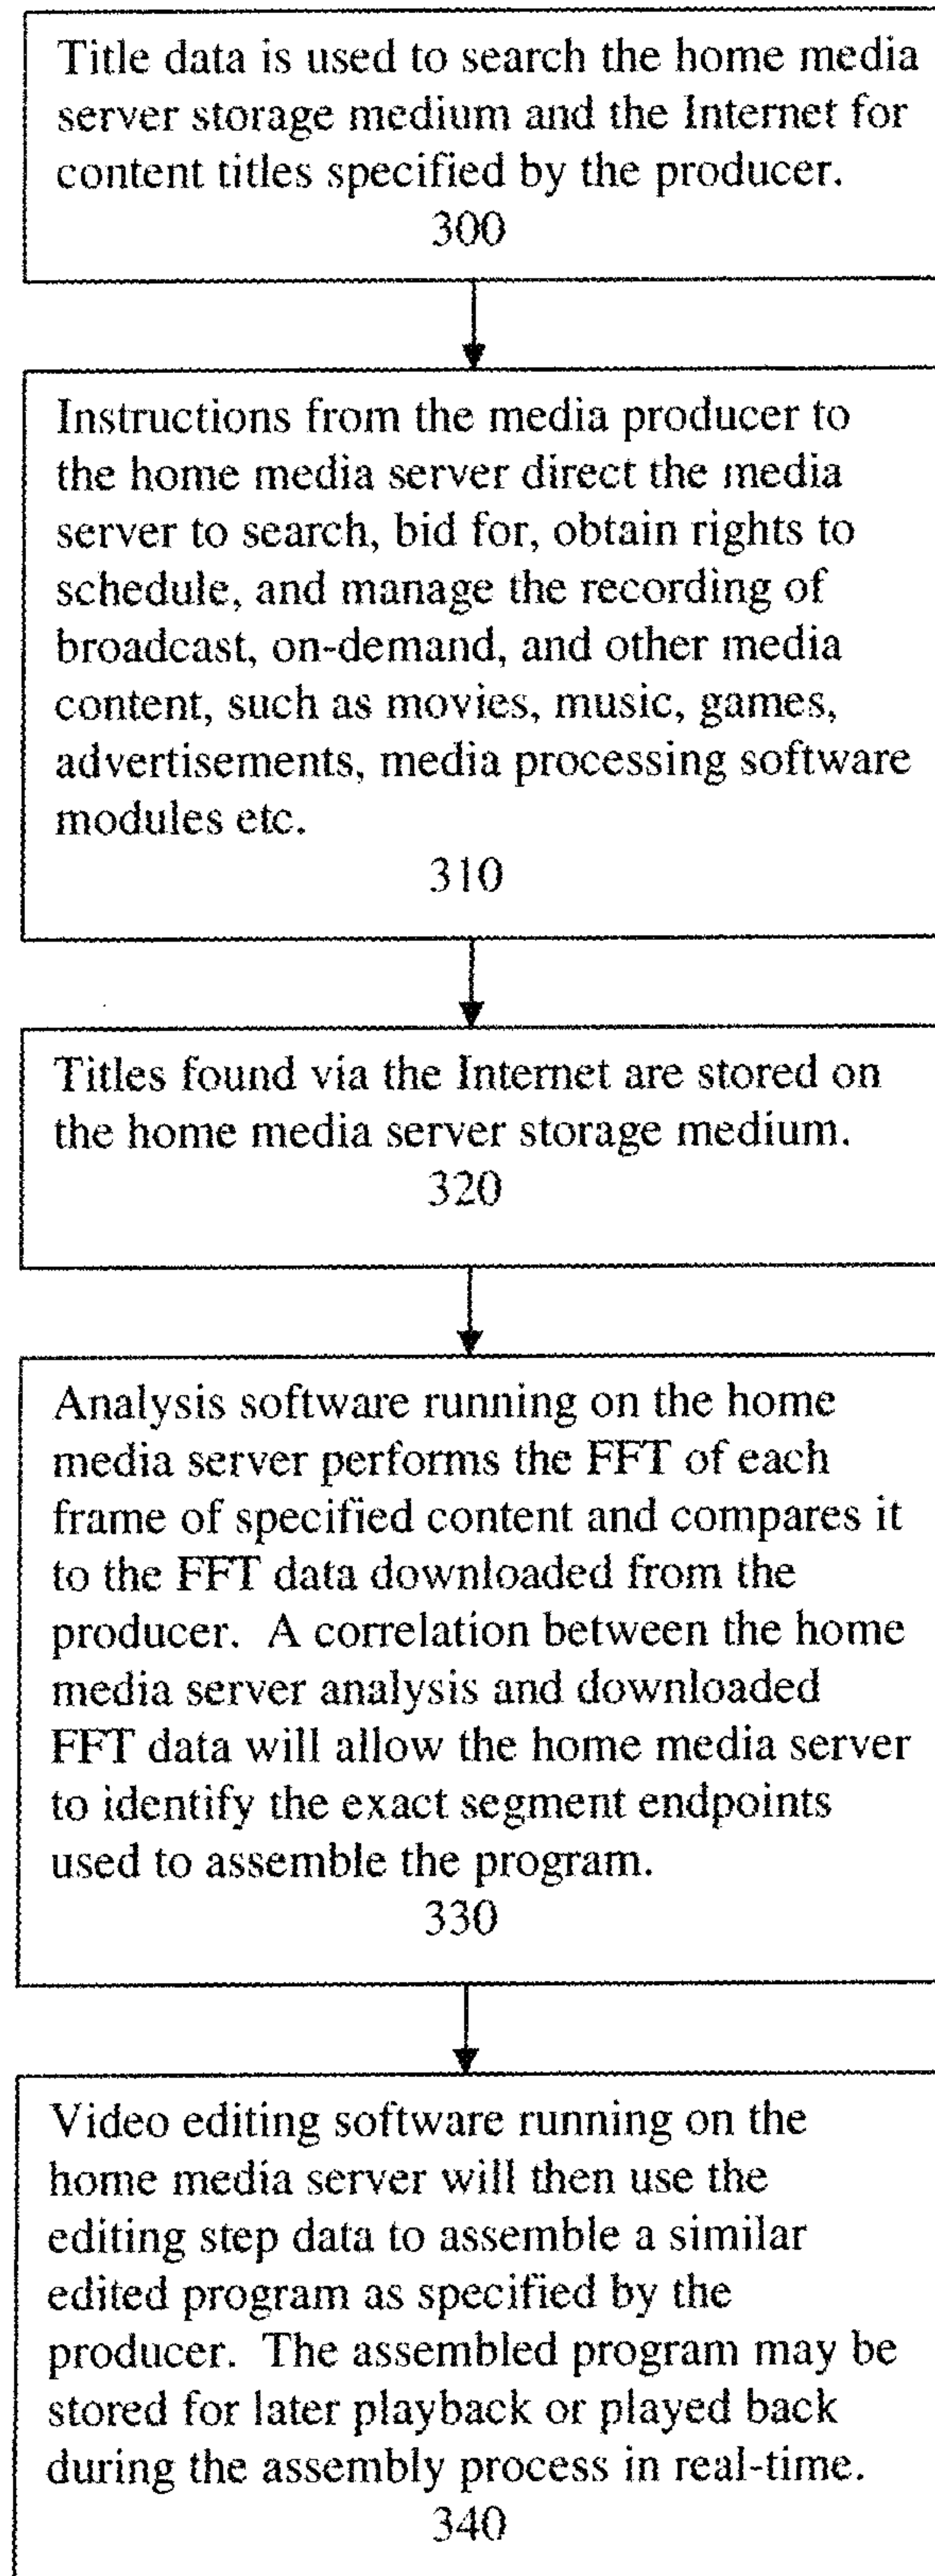 Title data is used to search the home media
server storage medium and the Internet for
content titles specified by the producer.
300
Instructions from the media producer to
the home media server direct the media
server to search, bid for, obtain rights to
schedule, and manage the recording of
broadcast, on-demand, and other media
content, such as movies, music, games,
advertisements, media processing software
modules etc.
310
Titles found via the Internet are stored on
the home media server storage medium.
320
Analysis software running on the home
media server performs the FFT of each
frame of specified content and compares it
to the FFT data downloaded from the
producer.  A correlation between the home
media server analysis and downloaded
FFT data will allow the home media server
to identify the exact segment endpoints
used to assemble the program.
330
Video editing software running on the
home media server will then use the
editing step data to assemble a similar
edited program as specified by the
producer.  The assembled program may be
stored for later playback or played back
during the assembly process in real-time.
340